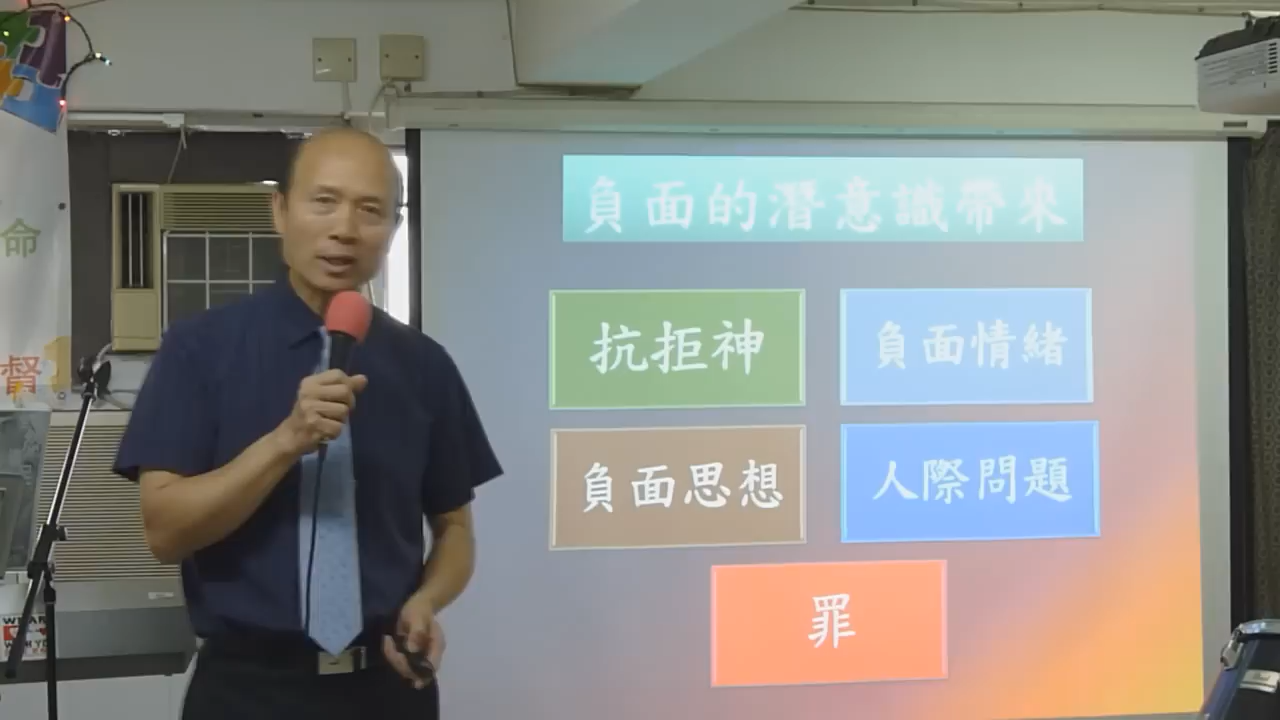 負面的潛意識帶來
抗拒神
負面情緒
負面思想
人際問題
罪
命
督